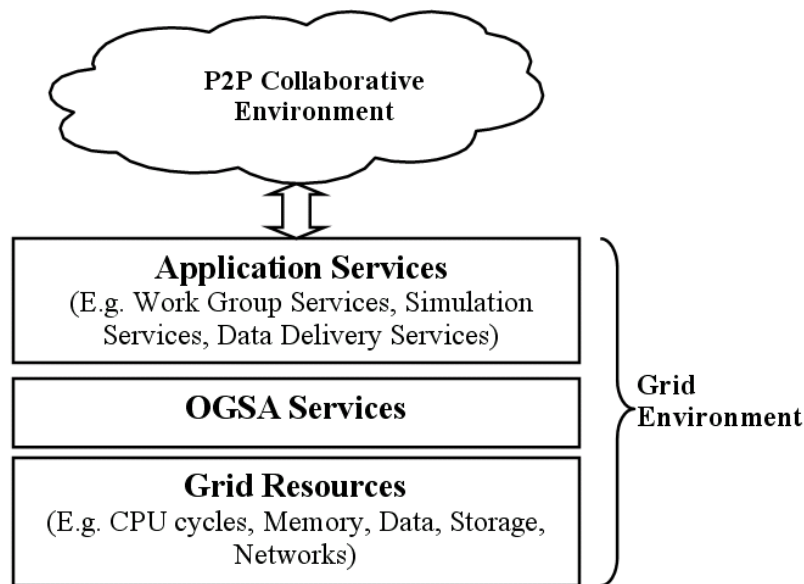 P2P Collaborative
Environment
Application Services
(E.g. Work Group Services, Simulation
Services, Data Delivery Services)
OGSA Services
Grid Resources
(E.g. CPU cycles, Memory, Data, Storage,
Networks)
Grid
Environment